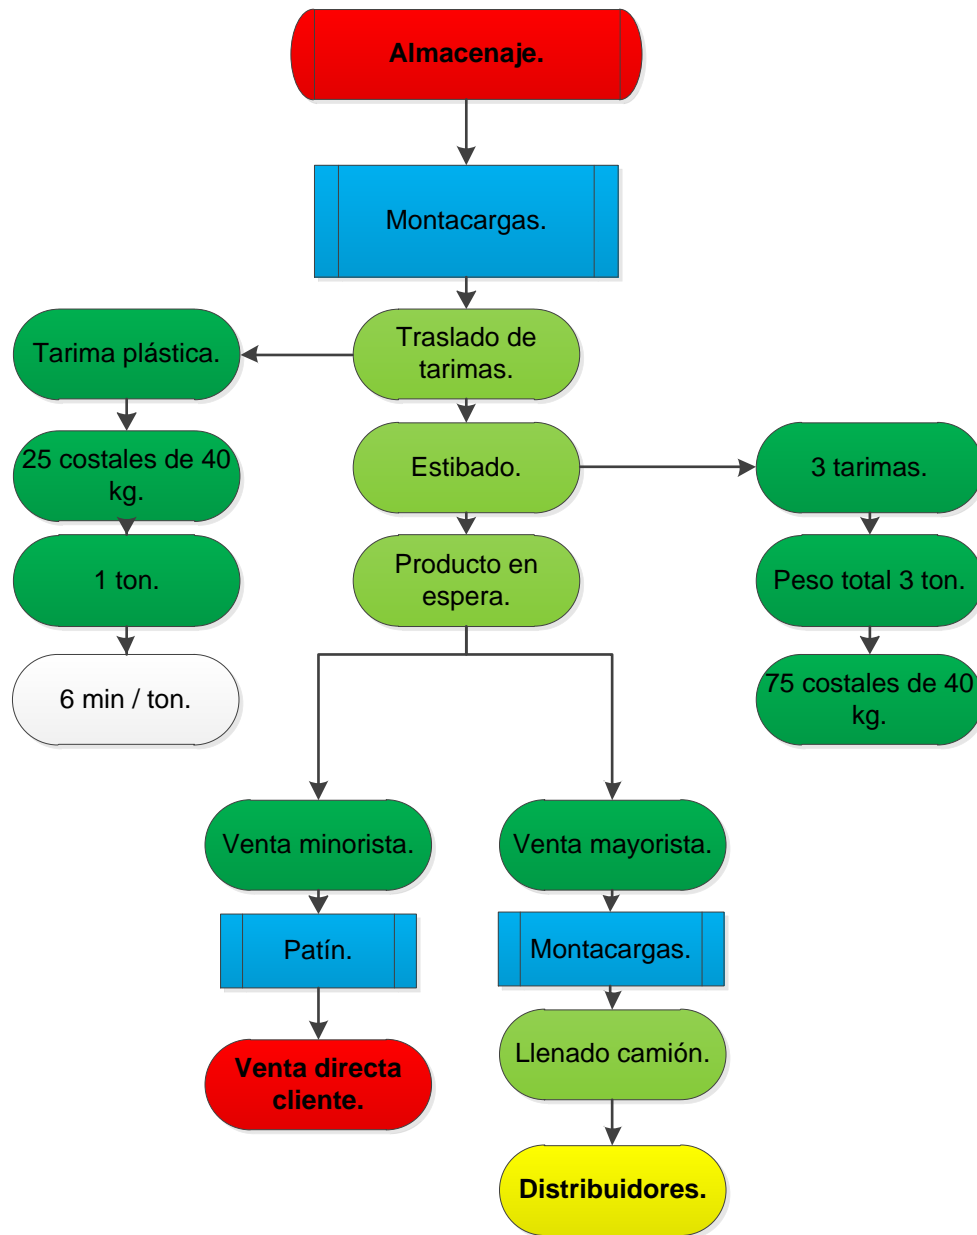 Almacenaje.
Montacargas.
Traslado de
tarimas.
Tarima plástica.
25 costales de 40
kg.
1 ton.
6 min / ton.
Estibado.
3 tarimas.
Peso total 3 ton.
75 costales de 40
kg.
Producto en
espera.
Venta minorista.
Patín.
Venta directa
cliente.
Venta mayorista.
Montacargas.
Llenado camión.
Distribuidores.